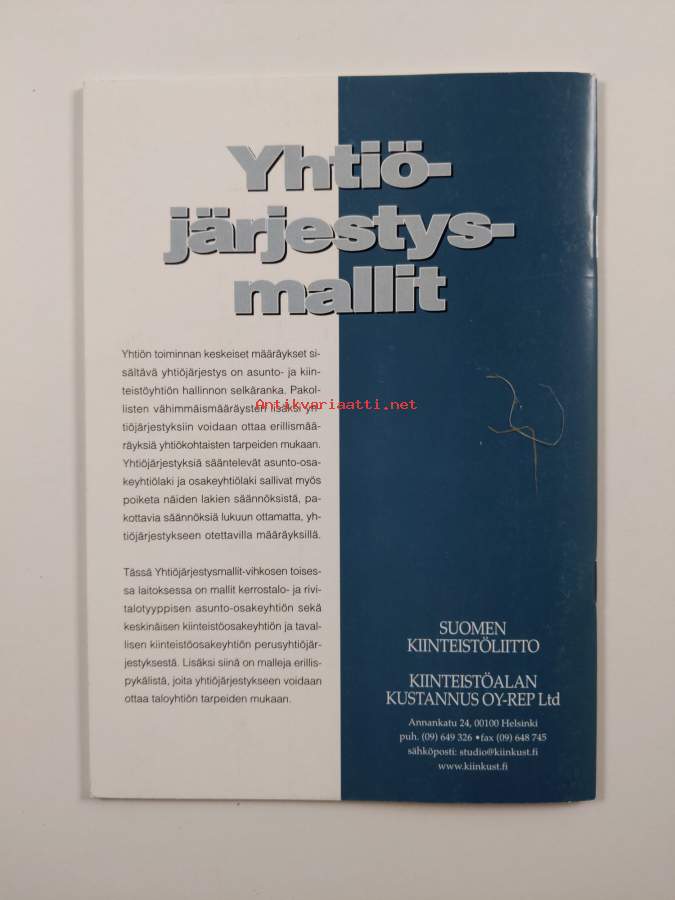 Yhtiö-
järjestys-
mallit
Yhtiön toiminnan keskeiset määräykset si-
sältävä yhtiöjärjestys on asunto- ja kiin-
teistöyhtiön hallinnon selkäranka. Pakol-
listen vähimmäismääräysten lisäksi yh-
tiöjärjestyksiin voidaan ottaa erillismää-
räyksiä yhtiökohtaisten tarpeiden mukaan.
Yhtiöjärjestyksiä sääntelevät asunto-osa-
keyhtiölaki ja osakeyhtiölaki sallivat myös
poiketa näiden lakien säännöksistä, pa-
kottavia säännöksiä lukuun ottamatta, yh-
tiöjärjestykseen otettavilla määräyksillä.
Tässä Yhtiöjärjestysmallit-vihkosen toises-
sa laitoksessa on mallit kerrostalo- ja rivi-
talotyyppisen asunto-osakeyhtiön sekä
keskinäisen kiinteistöosakeyhtiön ja taval-
lisen kiinteistöosakeyhtiön perusyhtiöjär-
jestyksestä. Lisäksi siinä on malleja erillis-
pykälistä, joita yhtiöjärjestykseen voidaan
ottaa taloyhtiön tarpeiden mukaan.
Antikvariaatti.net
SUOMEN
KIINTEISTÖLIITTO
KIINTEISTÖALAN
KUSTANNUS OY-REP Ltd
Annankatu 24, 00100 Helsinki
puh. (09) 649 326 •fax (09) 648 745
sähköposti: studio@kiinkust.fi
www.kiinkust.fi